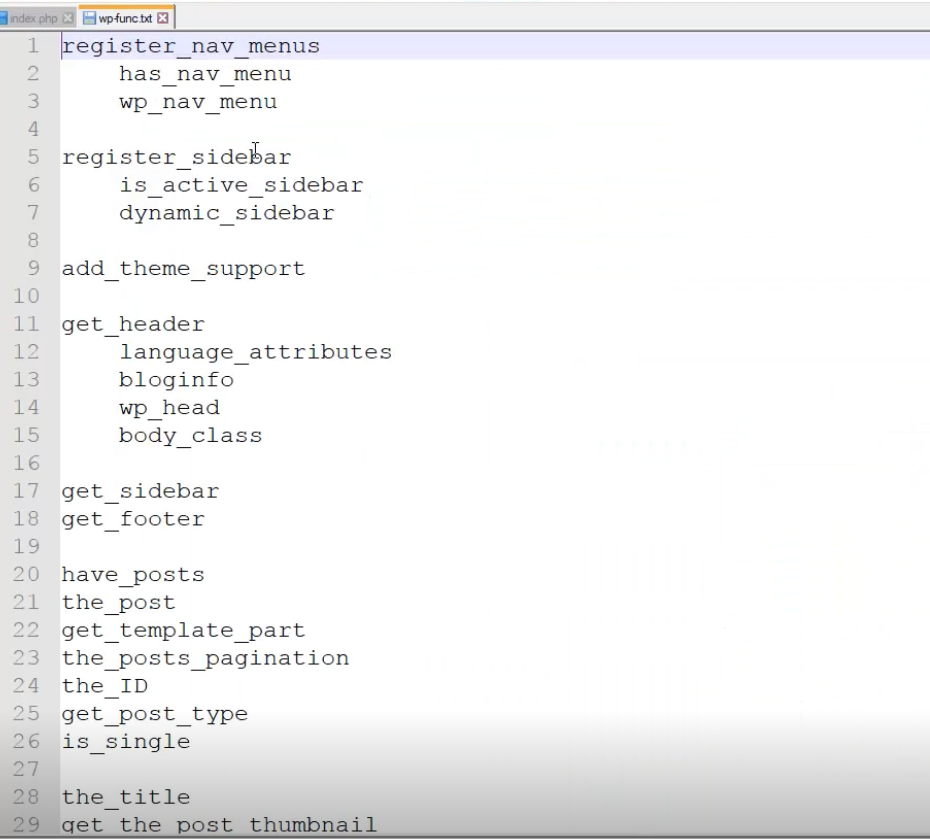 index.php
wp-func.txt
1 register_nav_menus
2 has_nav_menu
3 wp_nav_menu
4
5 register_sidebar
6 is_active_sidebar
7 dynamic_sidebar
8
9 add_theme_support
10
11 get_header
12 language_attributes
13 bloginfo
14 wp_head
15 body_class
16
17 get_sidebar
18 get_footer
19
20 have_posts
21 the_post
22 get_template_part
23 the_posts_pagination
24 the_ID
25 get_post_type
26 is_single
27
28 the_title
29 get_the_post_thumbnail